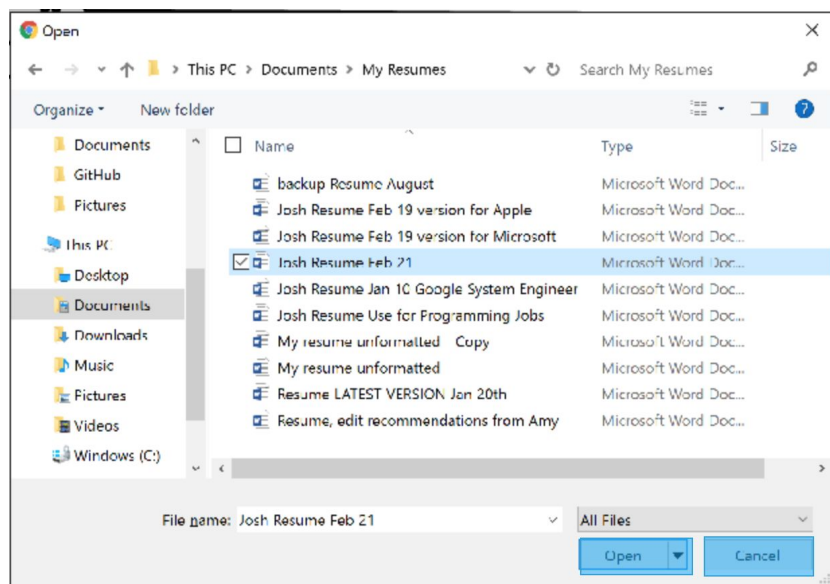 Open
This PC > Documents > My Resumes
Search My Resumes
Organize
New folder
?
Documents
GitHub
Pictures
This PC
Desktop
Documents
Downloads
Music
Pictures
Videos
Windows (C:)
Name Type Size
backup Resume August Microsoft Word Doc...
Josh Resume Feb 19 version for Apple Microsoft Word Doc...
Josh Resume Feb 19 version for Microsoft Microsoft Word Doc...
Josh Resume Feb 21 Microsoft Word Doc...
Josh Resume Jan 10 Google System Engineer Microsoft Word Doc...
Josh Resume Use for Programming Jobs Microsoft Word Doc...
My resume unformatted Copy Microsoft Word Doc...
My resume unformatted Microsoft Word Doc...
Resume LATEST VERSION Jan 20th Microsoft Word Doc...
Resume, edit recommendations from Amy Microsoft Word Doc...
File name: Josh Resume Feb 21 All Files
Open Cancel